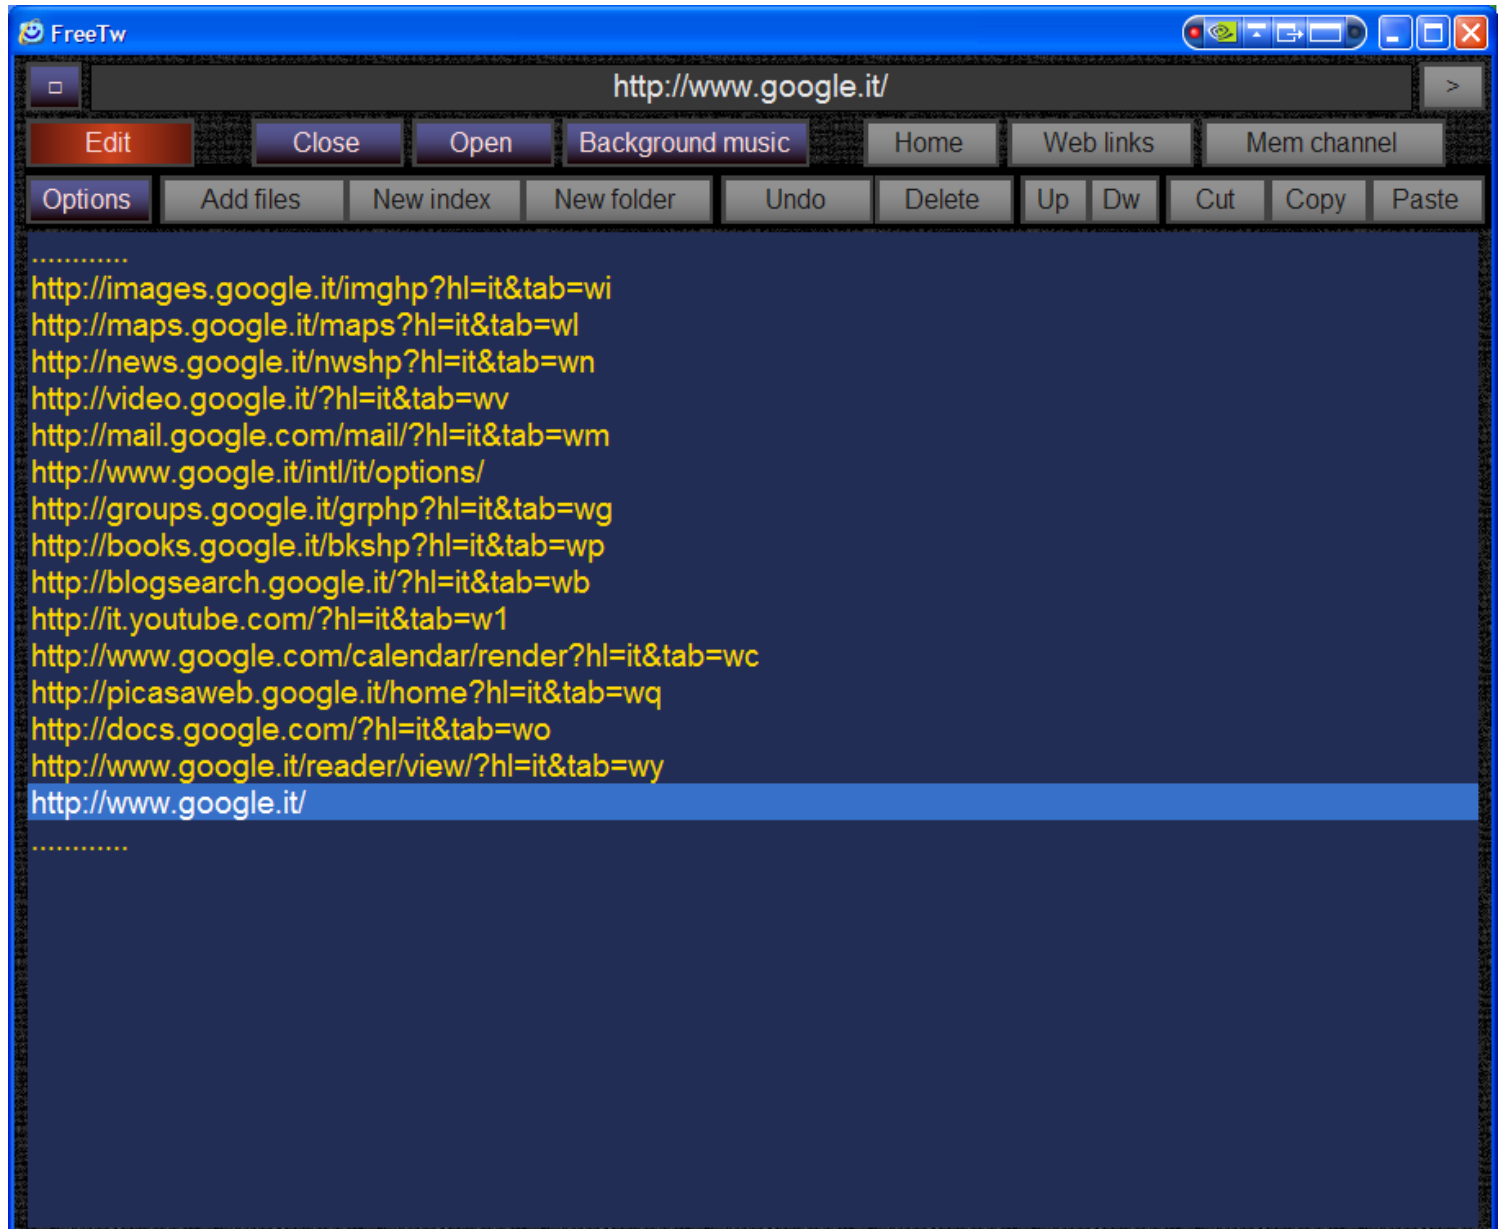 FreeTw
http://www.google.it/ >
Edit Close Open Background music Home Web links Mem channel
Options Add files New index New folder Undo Delete Up Dw Cut Copy Paste
............
http://images.google.it/imghp?hl=it&tab=wi
http://maps.google.it/maps?hl=it&tab=wl
http://news.google.it/nwshp?hl=it&tab=wn
http://video.google.it/?hl=it&tab=wv
http://mail.google.com/mail/?hl=it&tab=wm
http://www.google.it/intl/it/options/
http://groups.google.it/grphp?hl=it&tab=wg
http://books.google.it/bkshp?hl=it&tab=wp
http://blogsearch.google.it/?hl=it&tab=wb
http://it.youtube.com/?hl=it&tab=w1
http://www.google.com/calendar/render?hl=it&tab=wc
http://picasaweb.google.it/home?hl=it&tab=wq
http://docs.google.com/?hl=it&tab=wo
http://www.google.it/reader/view/?hl=it&tab=wy
http://www.google.it/
............